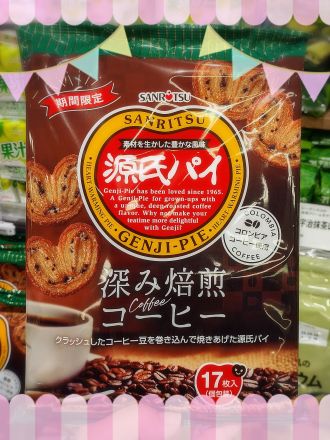 期間限定
SANRITSU
SANRITSU
素材を生かした豊かな風味
源氏パイ
Genji-Pie has been loved since 1965.
A Genji-Pie for grown-ups with
a unique, deep-roasted coffee
flavor. Why not make your
teatime more delightful
with Genji!
HEART WARMING PIE
GENJI-PIE
HEART WARMING PIE
COLOMBIA
コロンビア
コーヒー使用
COFFEE
深み焙煎
Coffee
コーヒー
クラッシュしたコーヒー豆を巻き込んで焼きあげた源氏パイ
17枚入
(個包装)
果汁